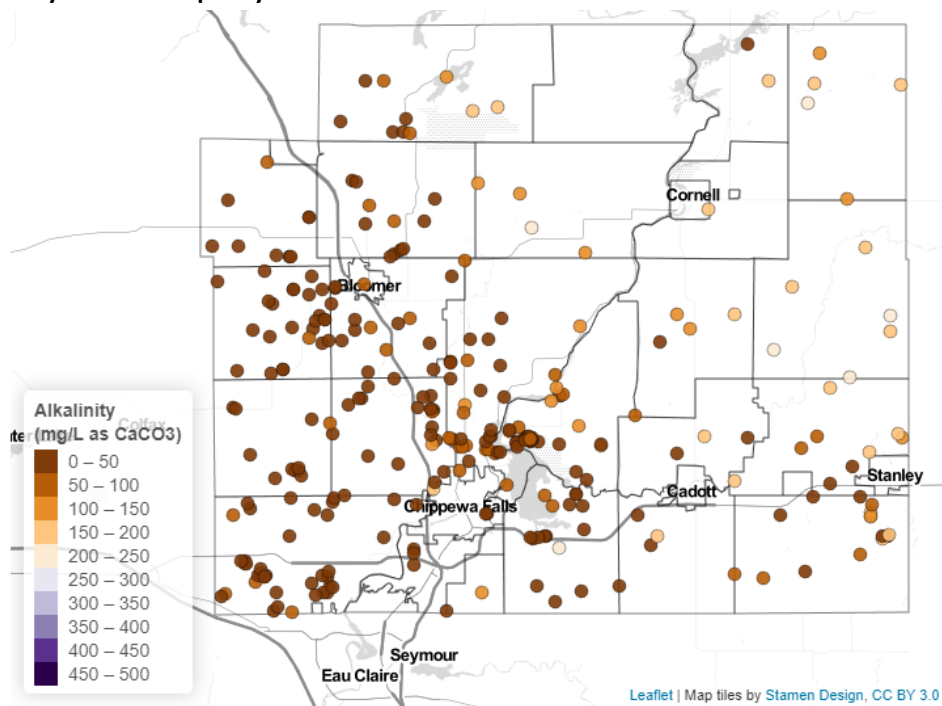 Cornell
Bloomer
Alkalinity
(mg/L as CaCO3)
Colfax
0 – 50
50 – 100
100 – 150
150 – 200
200 – 250
250 – 300
300 – 350
350 – 400
400 – 450
450 – 500
Stanley
Cadott
Chippewa Falls
Seymour
Eau Claire
Leaflet | Map tiles by Stamen Design, CC BY 3.0